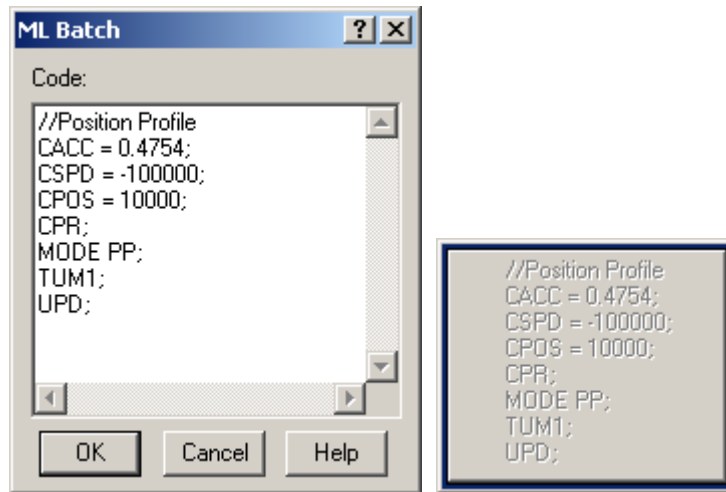 ML Batch
Code:
//Position Profile
CACC = 0.4754;
CSPD = -100000;
CPOS = 10000;
CPR;
MODE PP;
TUM1;
UPD;
OK Cancel Help
//Position Profile
CACC = 0.4754;
CSPD = -100000;
CPOS = 10000;
CPR;
MODE PP;
TUM1;
UPD;